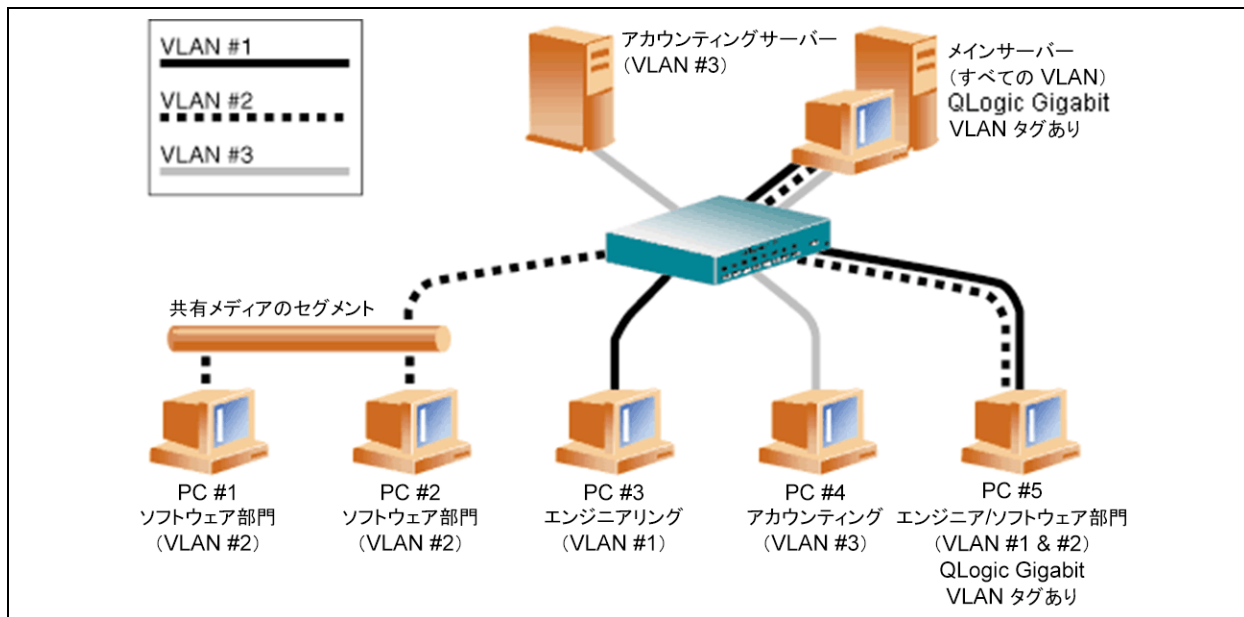 VLAN #1
VLAN #2
VLAN #3
アカウンティングサーバー
(VLAN #3)
メインサーバー
(すべての VLAN)
QLogic Gigabit
VLAN タグあり
共有メディアのセグメント
PC #1
ソフトウェア部門
(VLAN #2)
PC #2
ソフトウェア部門
(VLAN #2)
PC #3
エンジニアリング
(VLAN #1)
PC #4
アカウンティング
(VLAN #3)
PC #5
エンジニア/ソフトウェア部門
(VLAN #1 & #2)
QLogic Gigabit
VLAN タグあり